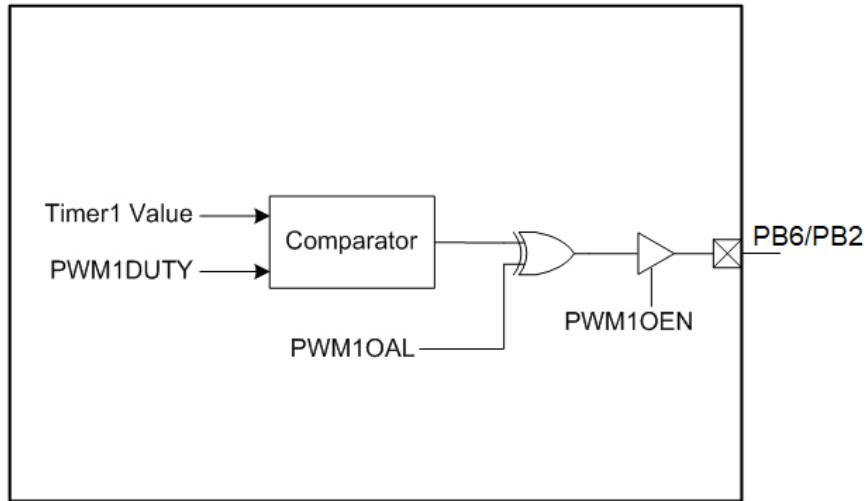 Timer1 Value
Comparator
PWM1DUTY
PWM1OAL
PWM1OEN
PB6/PB2